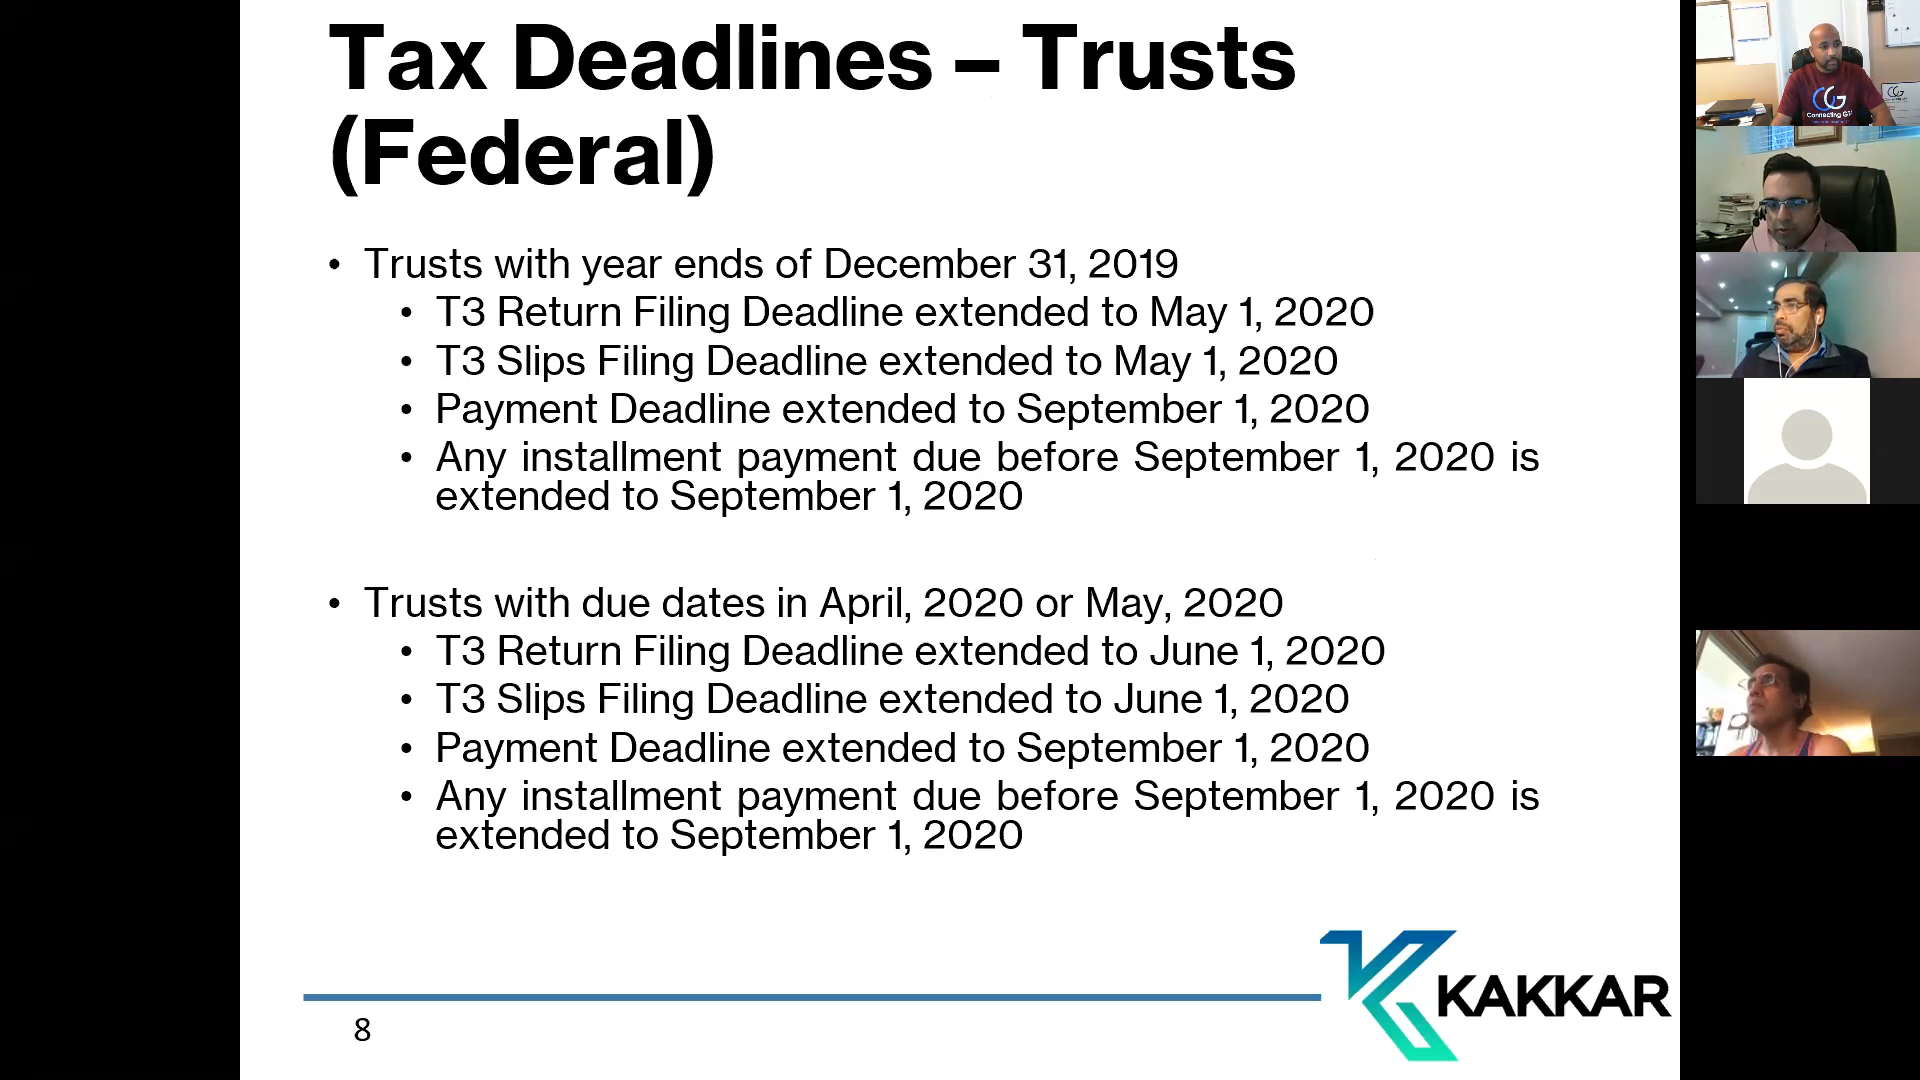 Tax Deadlines – Trusts
(Federal)
• Trusts with year ends of December 31, 2019
• T3 Return Filing Deadline extended to May 1, 2020
• T3 Slips Filing Deadline extended to May 1, 2020
• Payment Deadline extended to September 1, 2020
• Any installment payment due before September 1, 2020 is
extended to September 1, 2020
• Trusts with due dates in April, 2020 or May, 2020
• T3 Return Filing Deadline extended to June 1, 2020
• T3 Slips Filing Deadline extended to June 1, 2020
• Payment Deadline extended to September 1, 2020
• Any installment payment due before September 1, 2020 is
extended to September 1, 2020
8
KAKKAR
Connecting